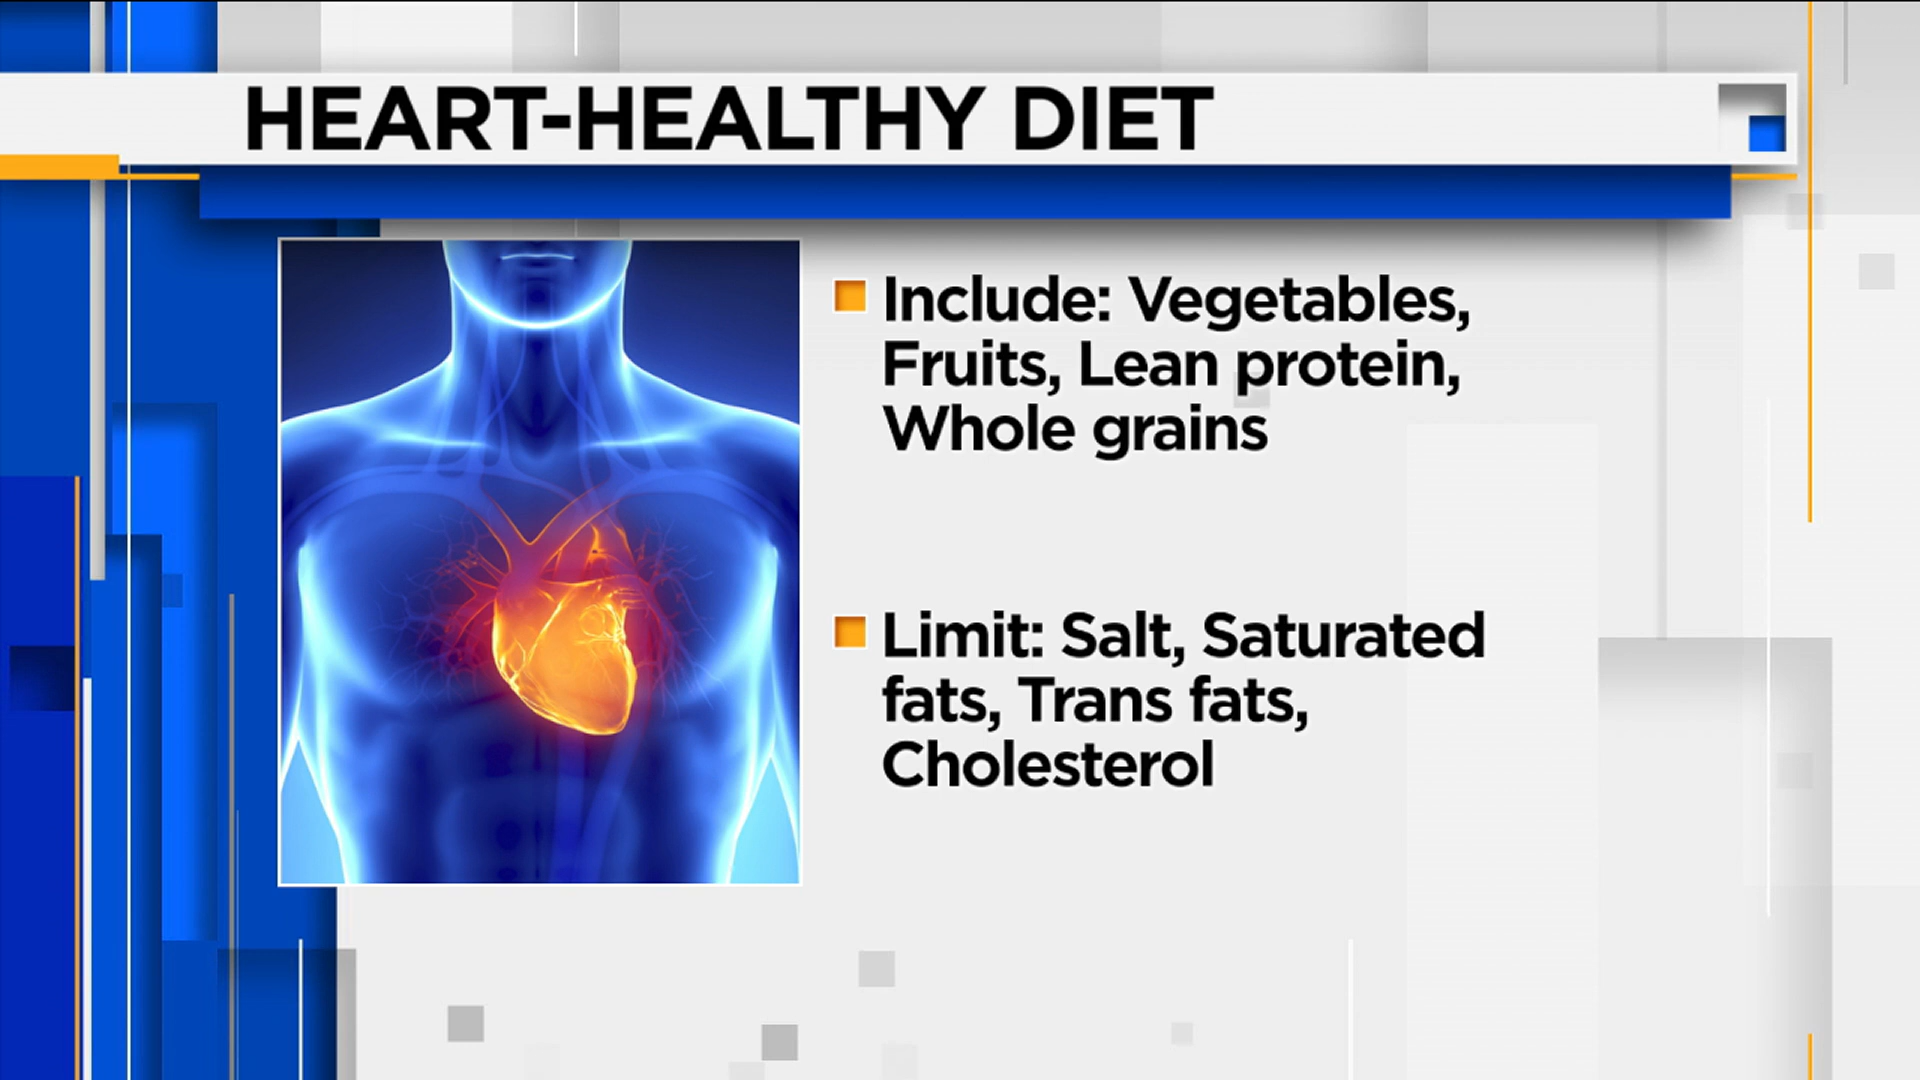 HEART-HEALTHY DIET
Include: Vegetables,
Fruits, Lean protein,
Whole grains
Limit: Salt, Saturated
fats, Trans fats,
Cholesterol